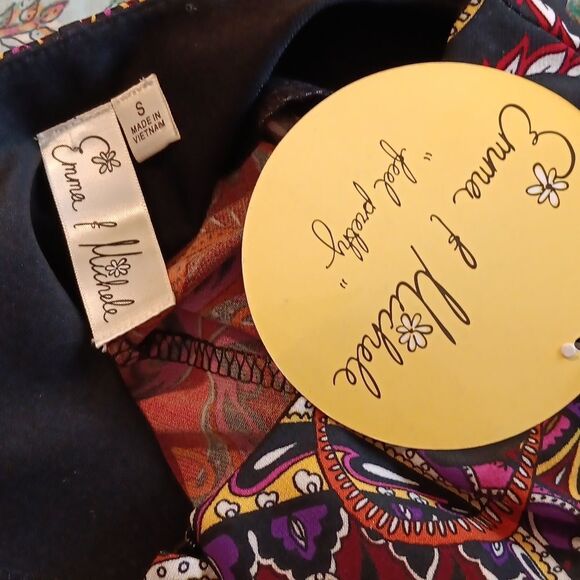 S
MADE IN
VIETNAM
Emma & Michele
Emma & Michele
"feel pretty"